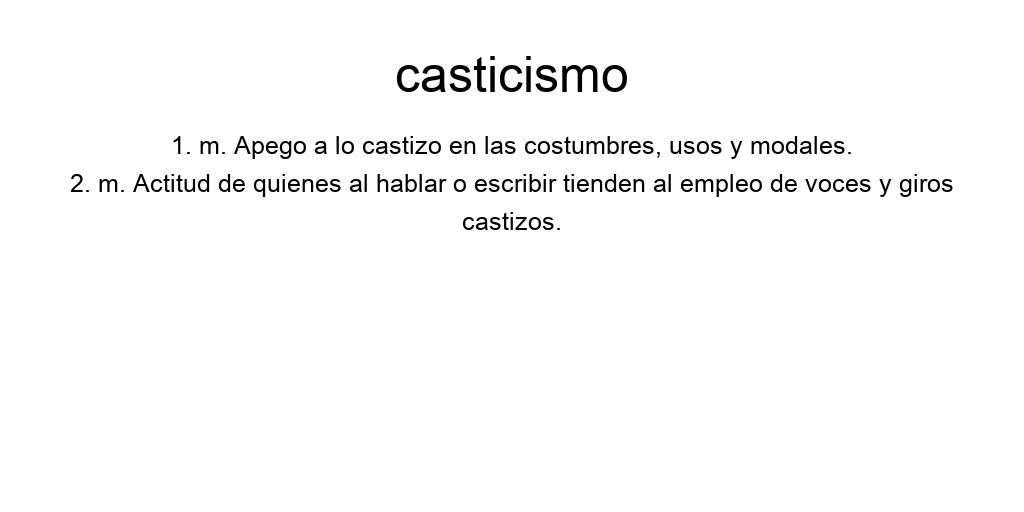 casticismo
1. m. Apego a lo castizo en las costumbres, usos y modales.
2. m. Actitud de quienes al hablar o escribir tienden al empleo de voces y giros
castizos.